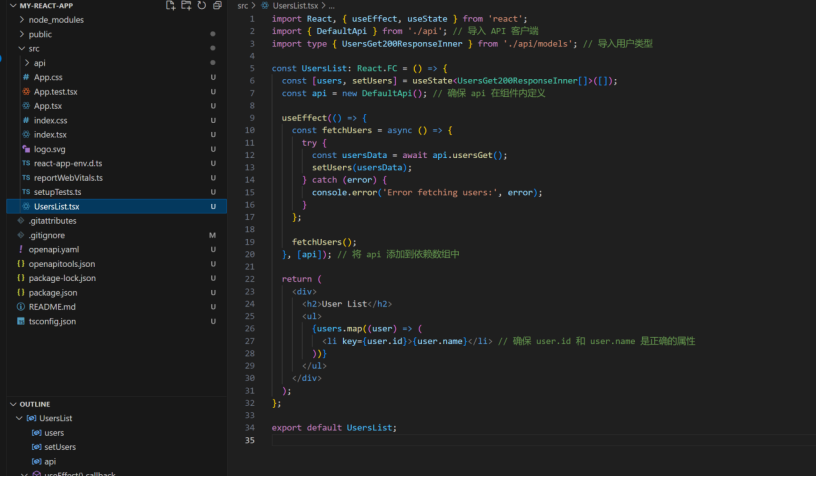 MY-REACT-APP
node_modules
public
src
api
# App.css U
App.test.tsx U
App.tsx U
# index.css U
index.tsx U
logo.svg U
TS react-app-env.d.ts U
TS reportWebVitals.ts U
TS setupTests.ts U
UsersList.tsx U
.gitattributes
.gitignore M
! openapi.yaml U
{} openapitools.json U
{} package-lock.json U
{} package.json U
README.md U
tsconfig.json U
OUTLINE
UsersList
users
setUsers
api
useEffect() callback
src > UsersList.tsx > ...
1 import React, { useEffect, useState } from 'react';
2 import { DefaultApi } from './api'; // 导入 API 客户端
3 import type { UsersGet200ResponseInner } from './api/models'; // 导入用户类型
4
5 const UsersList: React.FC = () => {
6 const [users, setUsers] = useState<UsersGet200ResponseInner[]>([]);
7 const api = new DefaultApi(); // 确保 api 在组件内定义
8
9 useEffect(() => {
10 const fetchUsers = async () => {
11 try {
12 const usersData = await api.usersGet();
13 setUsers(usersData);
14 } catch (error) {
15 console.error('Error fetching users:', error);
16 }
17 };
18
19 fetchUsers();
20 }, [api]); // 将 api 添加到依赖数组中
21
22 return (
23 <div>
24 <h2>User List</h2>
25 <ul>
26 {users.map((user) => (
27 <li key={user.id}>{user.name}</li> // 确保 user.id 和 user.name 是正确的属性
28 ))}
29 </ul>
30 </div>
31 );
32 };
33
34 export default UsersList;
35